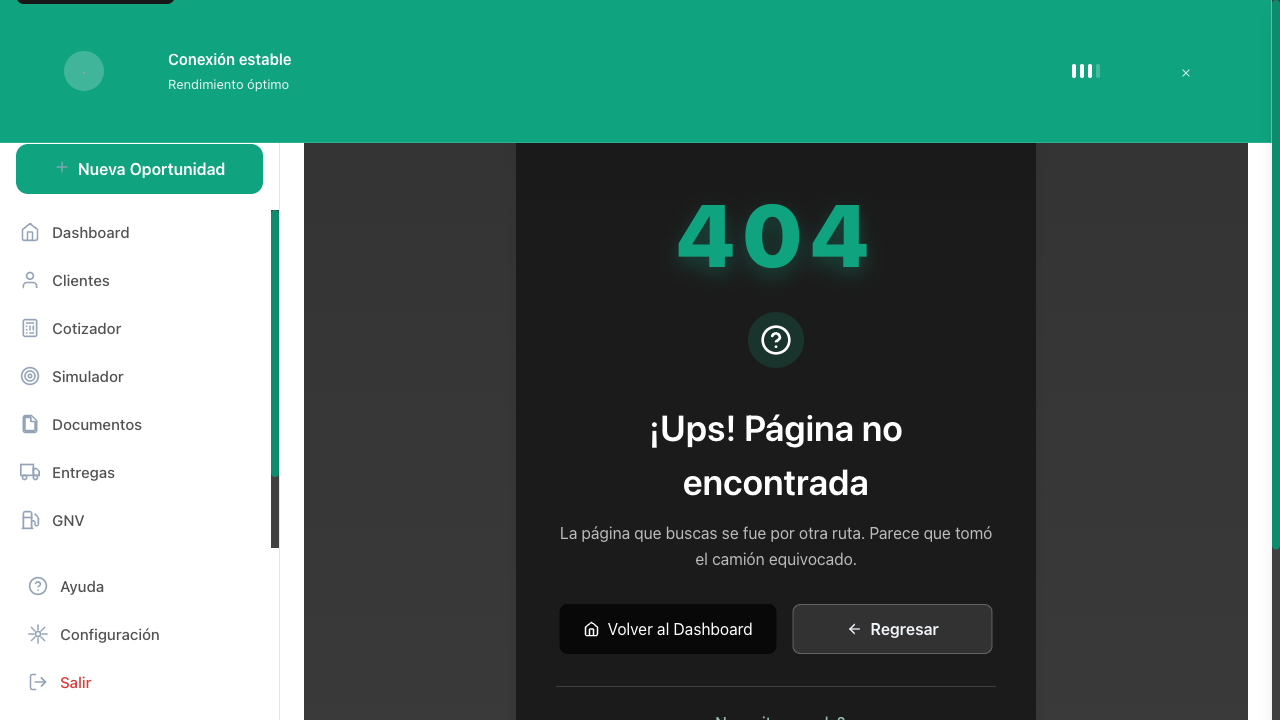 Conexión estable
Rendimiento óptimo
Nueva Oportunidad
Dashboard
Clientes
Cotizador
Simulador
Documentos
Entregas
GNV
Ayuda
Configuración
Salir
404
¡Ups! Página no
encontrada
La página que buscas se fue por otra ruta. Parece que tomó
el camión equivocado.
Volver al Dashboard
Regresar